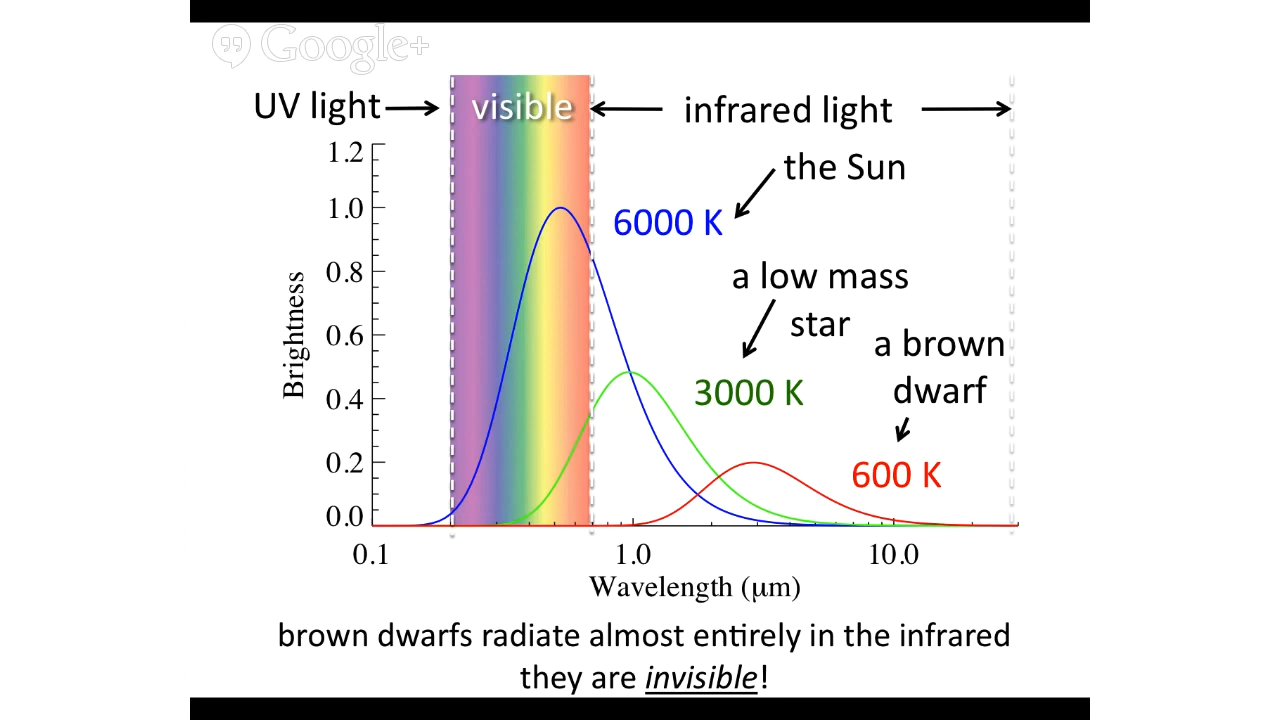 Google+
UV light
visible
infrared light
the Sun
6000 K
a low mass
star
3000 K
a brown
dwarf
600 K
Brightness
1.2
1.0
0.8
0.6
0.4
0.2
0.0
0.1
1.0
10.0
Wavelength (μm)
brown dwarfs radiate almost entirely in the infrared
they are invisible!